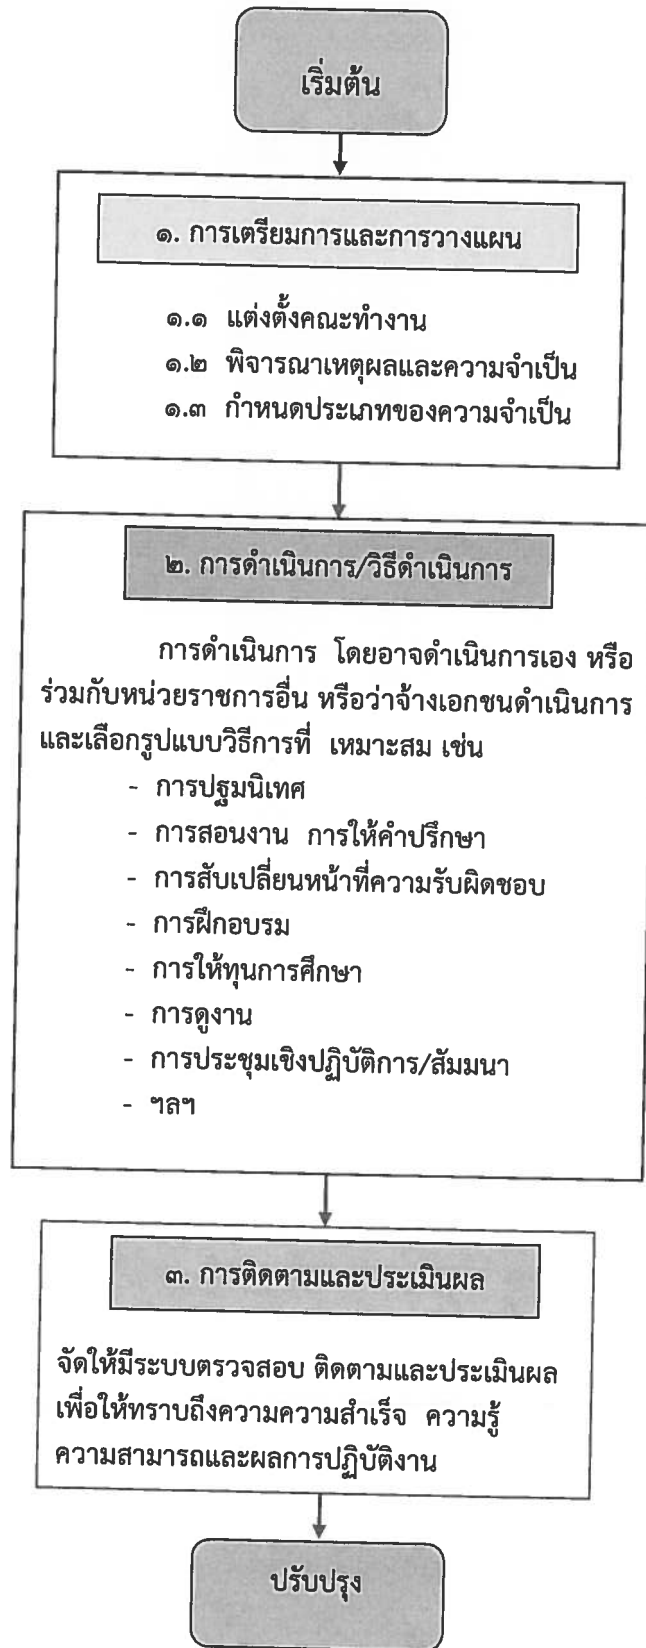 เริ่มต้น
๑. การเตรียมการและการวางแผน
๑.๑ แต่งตั้งคณะทำงาน
๑.๒ พิจารณาเหตุผลและความจำเป็น
๑.๓ กำหนดประเภทของความจำเป็น
๒. การดำเนินการ/วิธีดำเนินการ
การดำเนินการ โดยอาจดำเนินการเอง หรือ
ร่วมกับหน่วยราชการอื่น หรือว่าจ้างเอกชนดำเนินการ
และเลือกรูปแบบวิธีการที่ เหมาะสม เช่น
- การปฐมนิเทศ
- การสอนงาน การให้คำปรึกษา
- การสับเปลี่ยนหน้าที่ความรับผิดชอบ
- การฝึกอบรม
- การให้ทุนการศึกษา
- การดูงาน
- การประชุมเชิงปฏิบัติการ/สัมมนา
- ฯลฯ
๓. การติดตามและประเมินผล
จัดให้มีระบบตรวจสอบ ติดตามและประเมินผล
เพื่อให้ทราบถึงความความสำเร็จ ความรู้
ความสามารถและผลการปฏิบัติงาน
ปรับปรุง